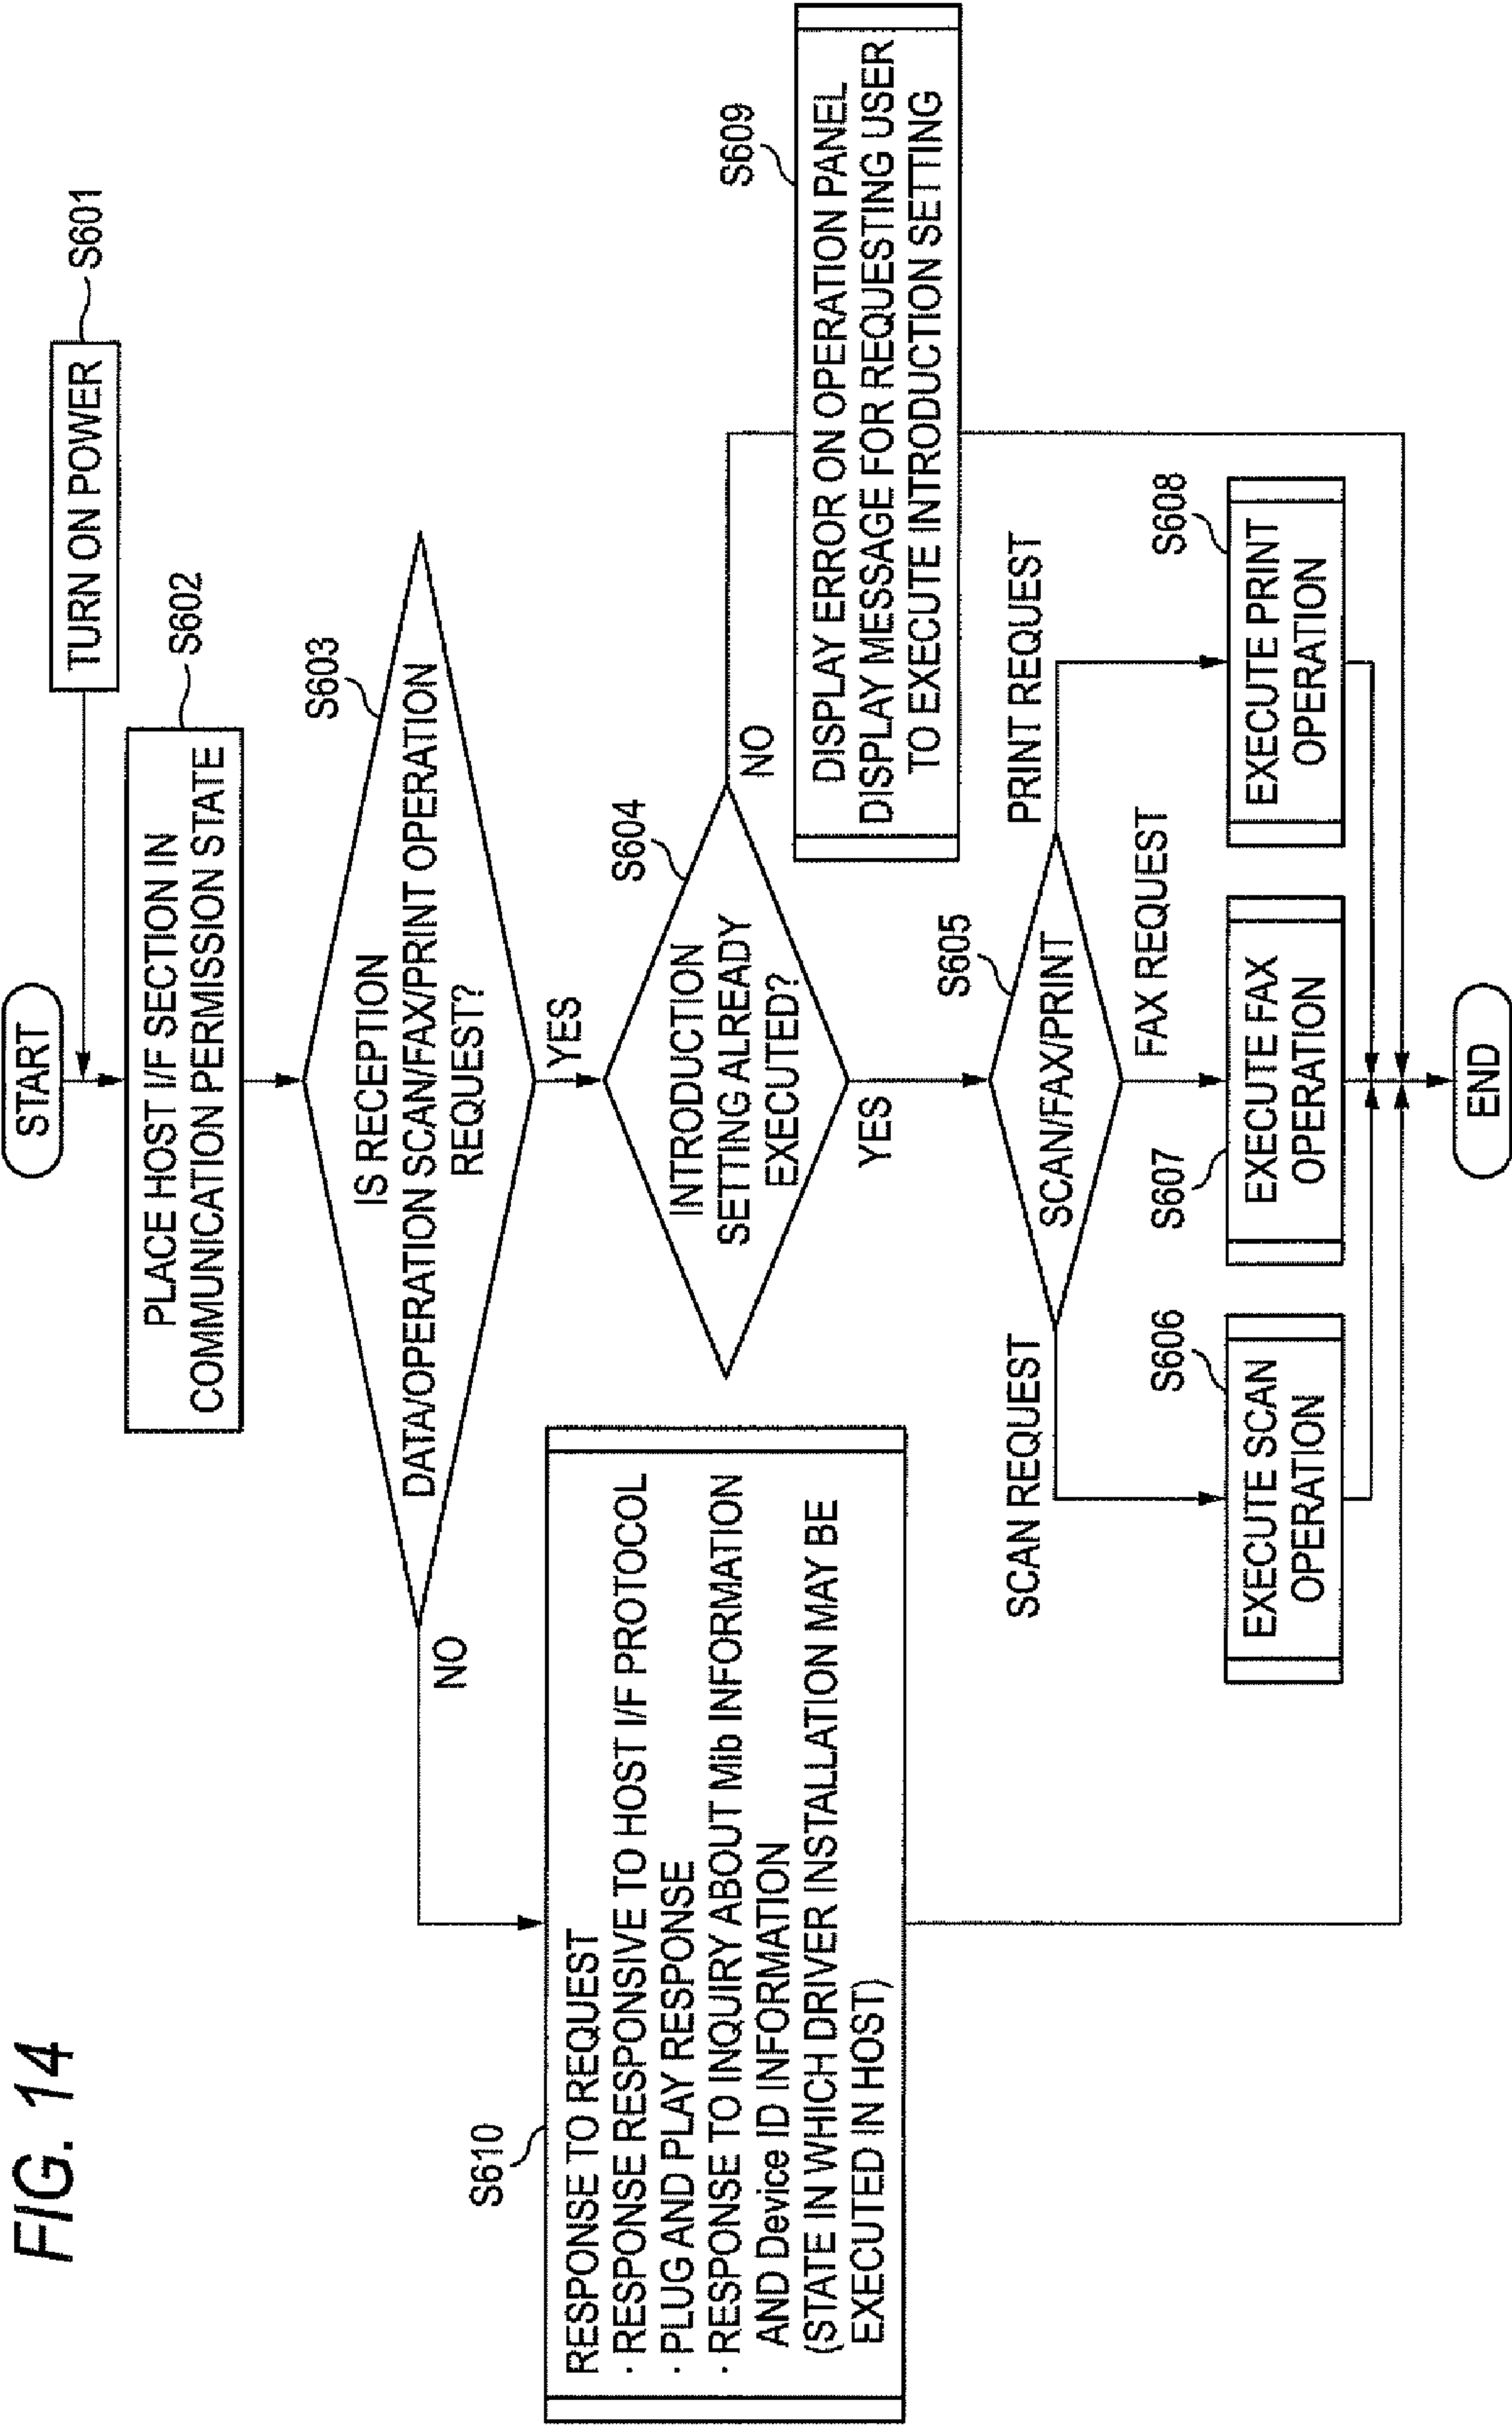 FIG. 14
START
TURN ON POWER
S601
PLACE HOST I/F SECTION IN
COMMUNICATION PERMISSION STATE
S602
IS RECEPTION
DATA/OPERATION SCAN/FAX/PRINT OPERATION
REQUEST?
S603
NO
YES
S610
RESPONSE TO REQUEST
· RESPONSE RESPONSIVE TO HOST I/F PROTOCOL
· PLUG AND PLAY RESPONSE
· RESPONSE TO INQUIRY ABOUT Mib INFORMATION
AND Device ID INFORMATION
(STATE IN WHICH DRIVER INSTALLATION MAY BE
EXECUTED IN HOST)
INTRODUCTION
SETTING ALREADY
EXECUTED?
S604
NO
YES
S609
DISPLAY ERROR ON OPERATION PANEL
DISPLAY MESSAGE FOR REQUESTING USER
TO EXECUTE INTRODUCTION SETTING
S605
SCAN/FAX/PRINT
SCAN REQUEST
FAX REQUEST
PRINT REQUEST
S606
EXECUTE SCAN
OPERATION
S607
EXECUTE FAX
OPERATION
S608
EXECUTE PRINT
OPERATION
END